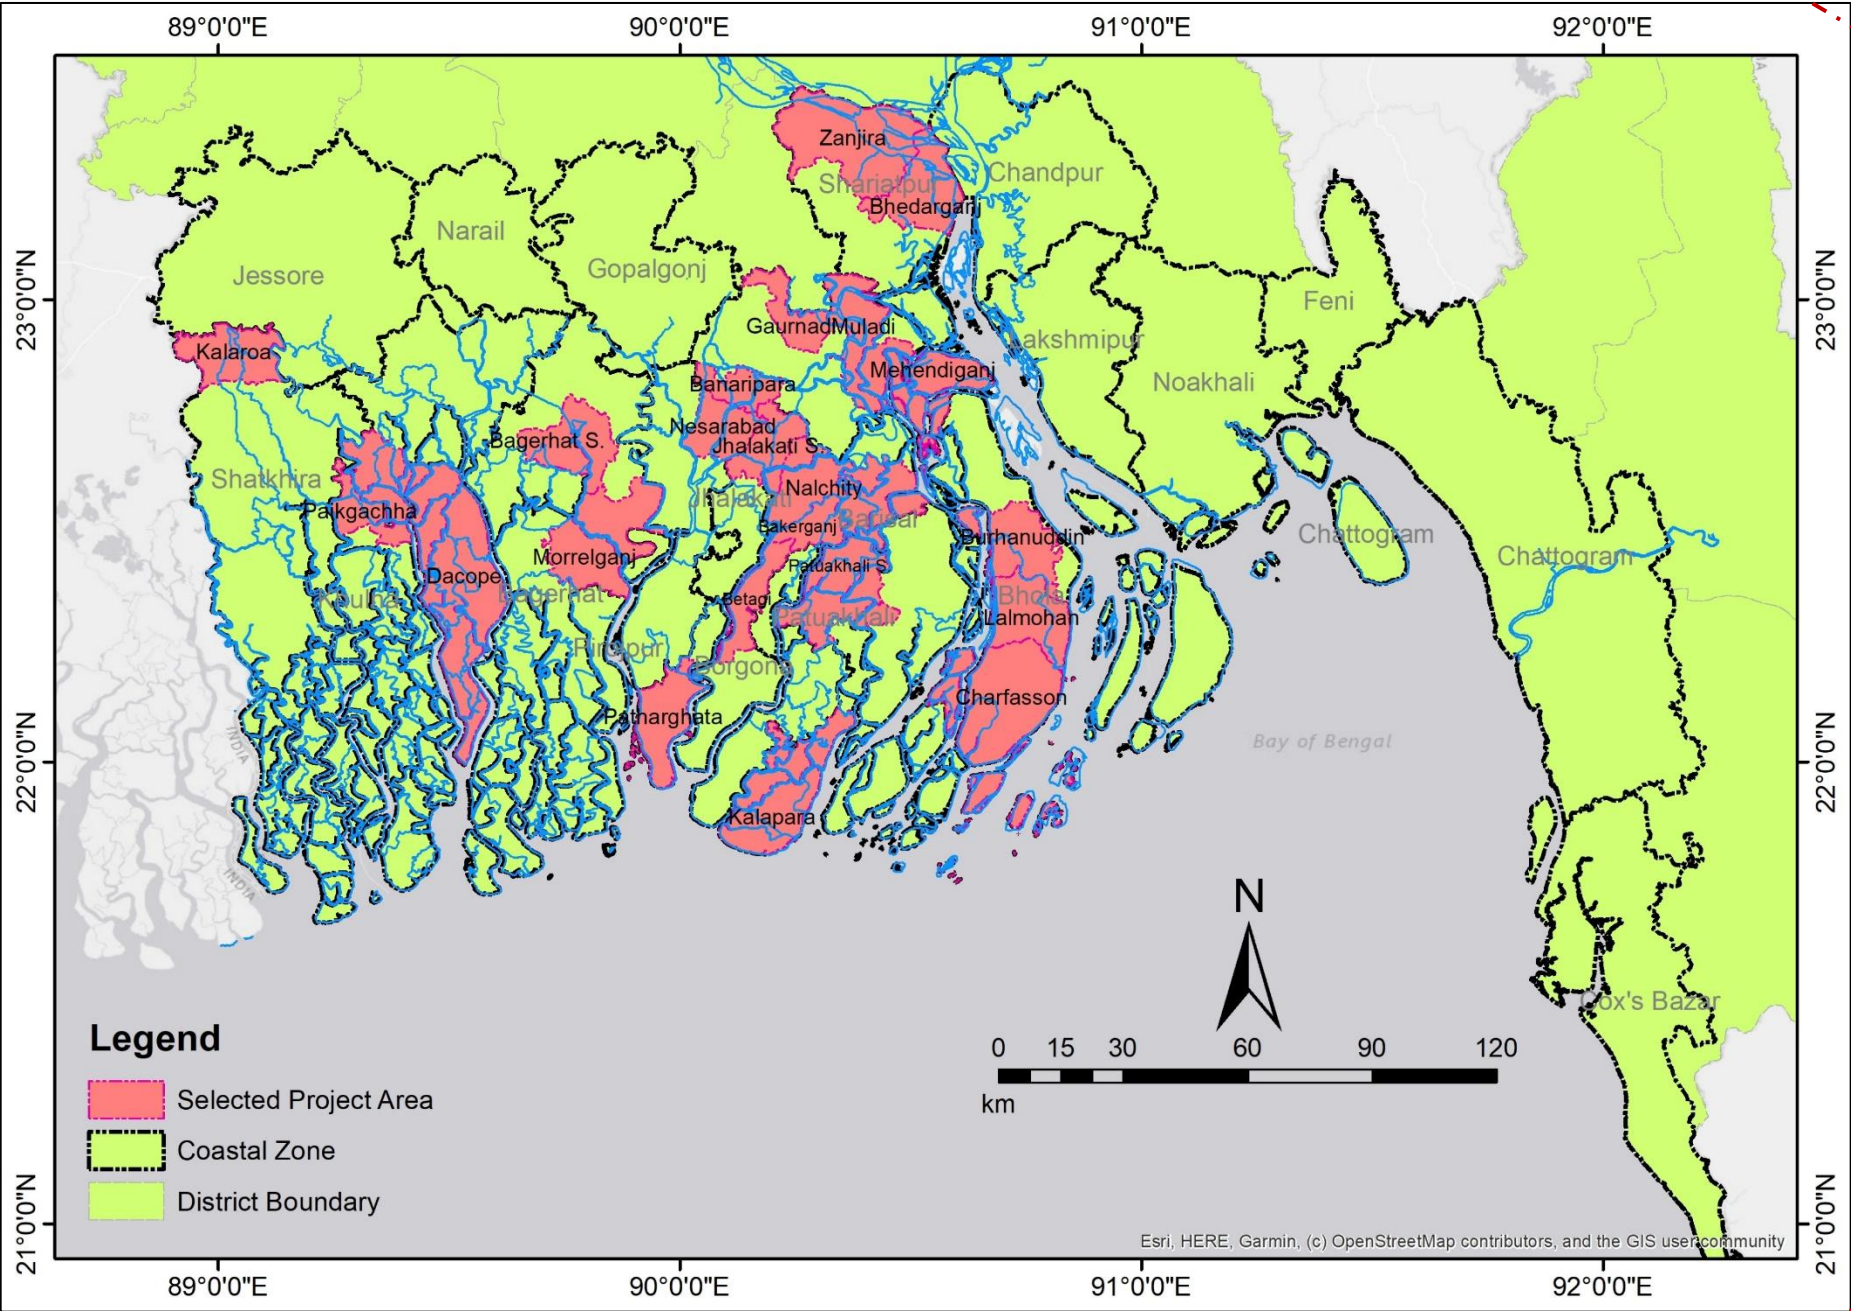 89°0'0"E
90°0'0"E
91°0'0"E
92°0'0"E
Zanjira
Chandpur
Shariatpur
Bhedarganj
Narail
Gopalgonj
Jessore
23°0'0"N
23°0'0"N
Feni
Gaurnad
Muladi
Lakshmipur
Kalaroa
Mehendiganj
Noakhali
Banaripara
Nesarabad
Bagerhat S.
Jhalakati S.
Shatkhira
Nalchity
Jhalakati
Paikgachha
Bakerganj
Barisal
Burhanuddin
Chattogram
Chattogram
Morrelganj
Patuakhali S.
Dacope
Khulna
Bagerhat
Betagi
Bhola
Patuakhali
Lalmohan
Pirojpur
Borgona
Charfasson
Patharghata
22°0'0"N
22°0'0"N
INDIA
Bay of Bengal
Kalapara
INDIA
N
Cox's Bazar
Legend
0 15 30 60 90 120
km
Selected Project Area
Coastal Zone
District Boundary
21°0'0"N
21°0'0"N
Esri, HERE, Garmin, (c) OpenStreetMap contributors, and the GIS user community
89°0'0"E
90°0'0"E
91°0'0"E
92°0'0"E